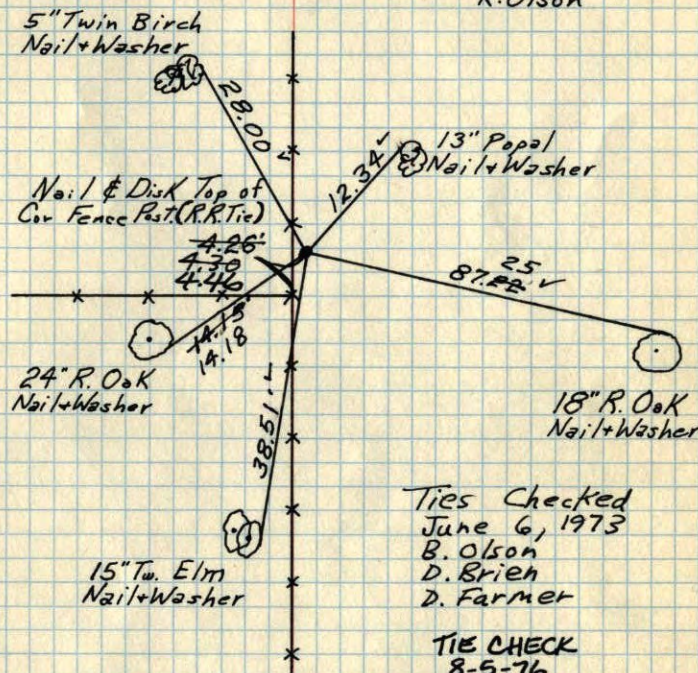 R. Olson
5" Twin Birch
Nail+Washer
28.00 ✓
13" Popal
Nail+Washer
12.34 ✓
Nail & Disk Top of
Cor Fence Post (R.R.Tie)
4.26'
4.30
4.46
25
87.22 ✓
14.15'
14.18
24" R. Oak
Nail+Washer
18" R. Oak
Nail+Washer
38.51 ✓
15" Tw. Elm
Nail+Washer
Ties Checked
June 6, 1973
B. Olson
D. Brien
D. Farmer
TIE CHECK
8-5-76